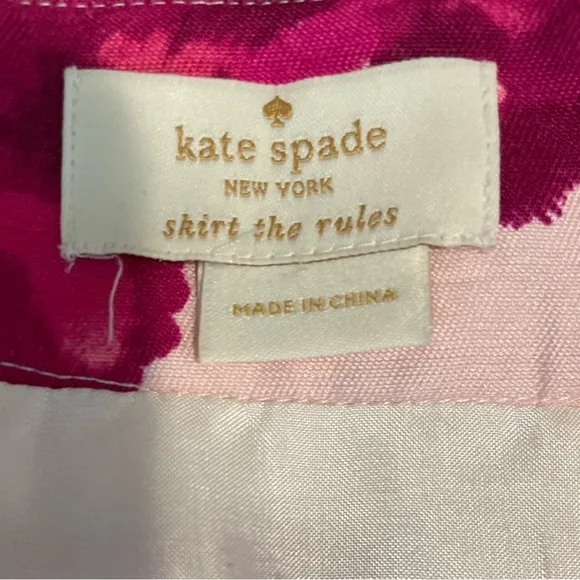 kate spade
NEW YORK
skirt the rules
MADE IN CHINA